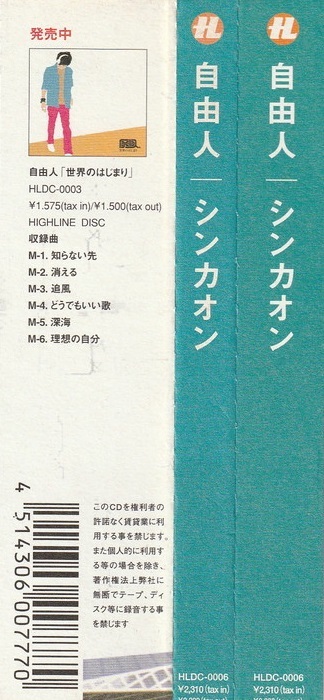 発売中
自由人「世界のはじまり」
HLDC-0003
¥1.575(tax in)/¥1.500(tax out)
HIGHLINE DISC
収録曲
M-1. 知らない先
M-2. 消える
M-3. 追風
M-4. どうでもいい歌
M-5. 深海
M-6. 理想の自分
4 514306 007770
このCDを権利者の
許諾なく賃貸業に利
用する事を禁じます。
また個人的に利用す
る等の場合を除き、
著作権法上弊社に
無断でテープ、ディ
スク等に録音する事
を禁じます
自由人｜シンカオン
HLDC-0006
¥2,310(tax in)
自由人｜シンカオン
HLDC-0006
¥2,310(tax in)